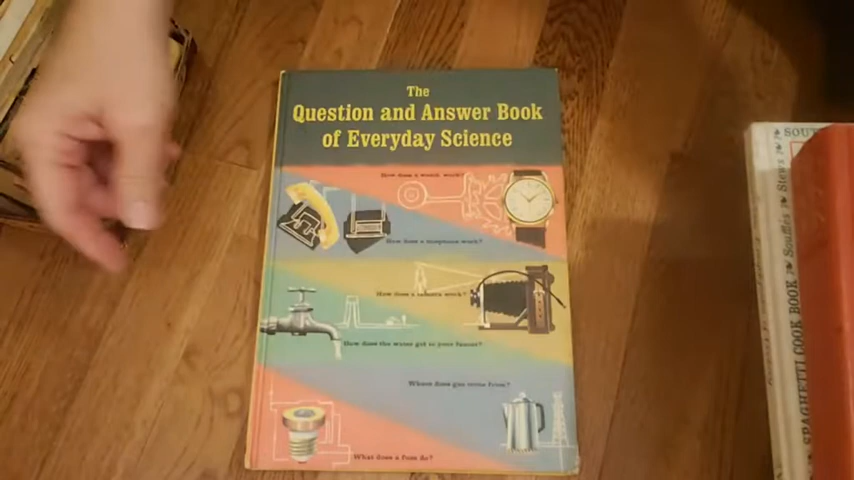 The
Question and Answer Book
of Everyday Science
How does a watch work?
How does a telephone work?
How does a camera work?
How does the water get to your faucet?
Where does gas come from?
What does a fuse do?
SPAGHETTI COOK BOOK
Soufflés
Stews
SOUP